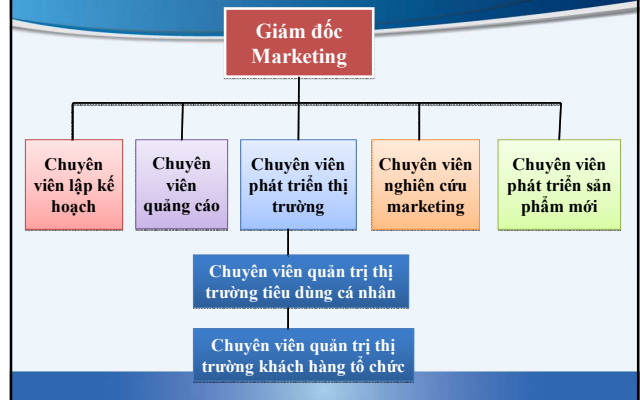 Giám đốc
Marketing
Chuyên
viên lập kế
hoạch
Chuyên
viên
quảng cáo
Chuyên viên
phát triển thị
trường
Chuyên viên
nghiên cứu
marketing
Chuyên viên
phát triển sản
phẩm mới
Chuyên viên quản trị thị
trường tiêu dùng cá nhân
Chuyên viên quản trị thị
trường khách hàng tổ chức